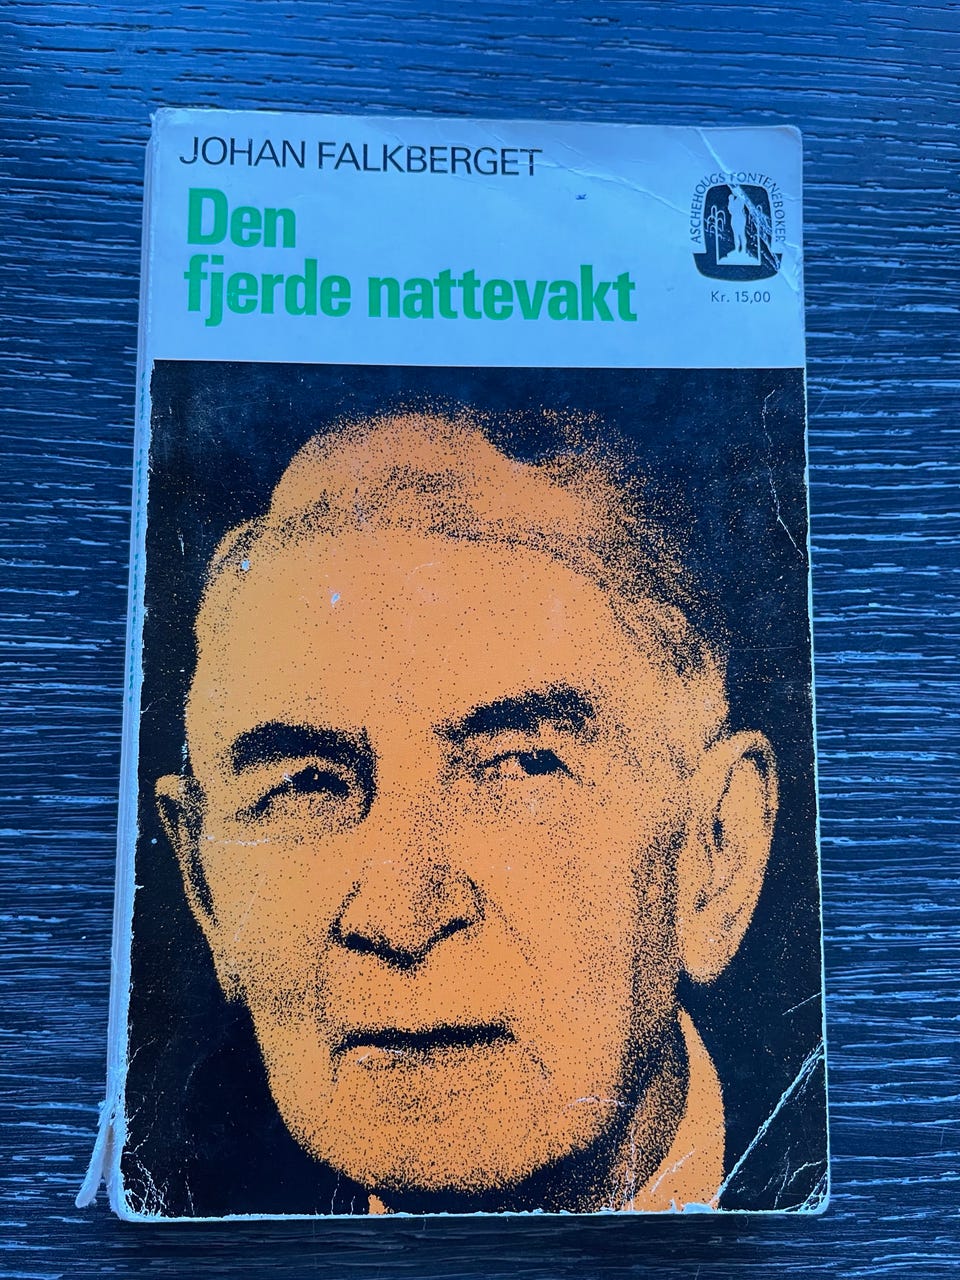 JOHAN FALKBERGET
Den
fjerde nattevakt
ASCHEHOUGS FONTENEBØKER
Kr. 15,00